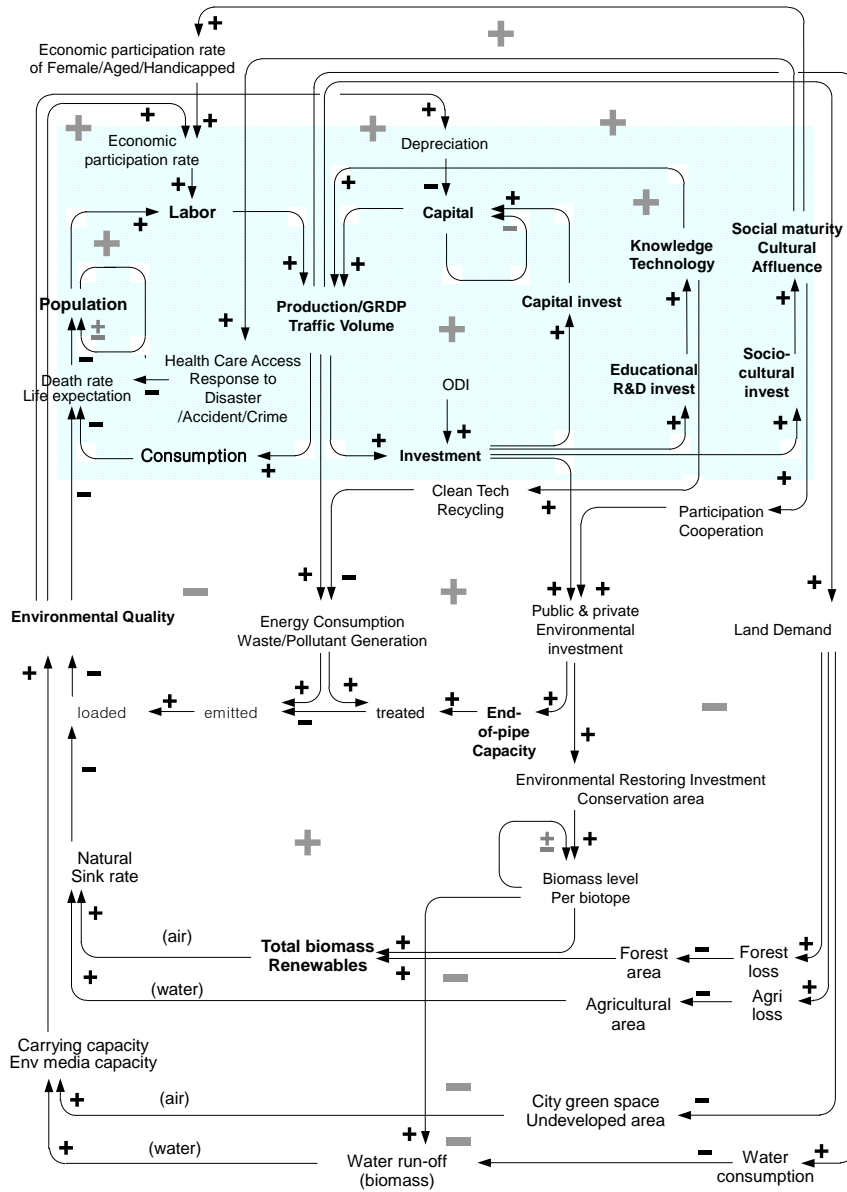 Economic participation rate
of Female/Aged/Handicapped
Economic
participation rate
Depreciation
Labor
Capital
Knowledge
Technology
Social maturity
Cultural
Affluence
Population
Production/GRDP
Traffic Volume
Capital invest
Health Care Access
Response to
Disaster
/Accident/Crime
Death rate
Life expectation
ODI
Educational
R&D invest
Socio-
cultural
invest
Consumption
Investment
Clean Tech
Recycling
Participation
Cooperation
Environmental Quality
Energy Consumption
Waste/Pollutant Generation
Public & private
Environmental
investment
Land Demand
loaded
emitted
treated
End-
of-pipe
Capacity
Environmental Restoring Investment
Conservation area
Natural
Sink rate
Biomass level
Per biotope
(air)
Total biomass
Renewables
Forest
area
Forest
loss
(water)
Agricultural
area
Agri
loss
Carrying capacity
Env media capacity
(air)
City green space
Undeveloped area
(water)
Water run-off
(biomass)
Water
consumption